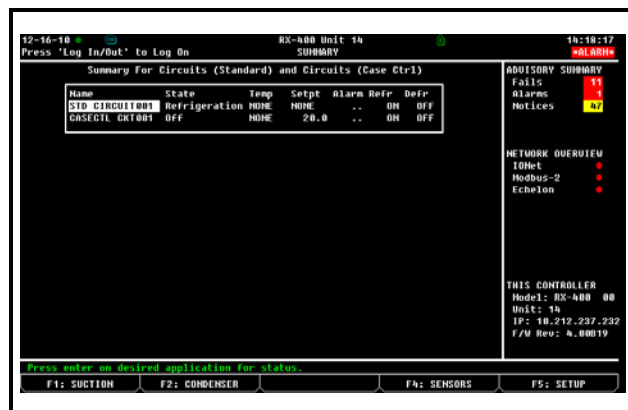 12-16-10 RX-400 Unit 14 14:18:17
Press 'Log In/Out' to Log On SUMMARY *ALARM*
Summary For Circuits (Standard) and Circuits (Case Ctrl)
Name State Temp Setpt Alarm Refr Defr
STD CIRCUIT001 Refrigeration NONE NONE .. ON OFF
CASECTL CKT001 Off NONE 20.0 .. ON OFF
ADVISORY SUMMARY
Fails 11
Alarms 1
Notices 47
NETWORK OVERVIEW
IONet
Modbus-2
Echelon
THIS CONTROLLER
Model: RX-400 00
Unit: 14
IP: 10.212.237.232
F/W Rev: 4.00B19
Press enter on desired application for status.
F1: SUCTION F2: CONDENSER F4: SENSORS F5: SETUP